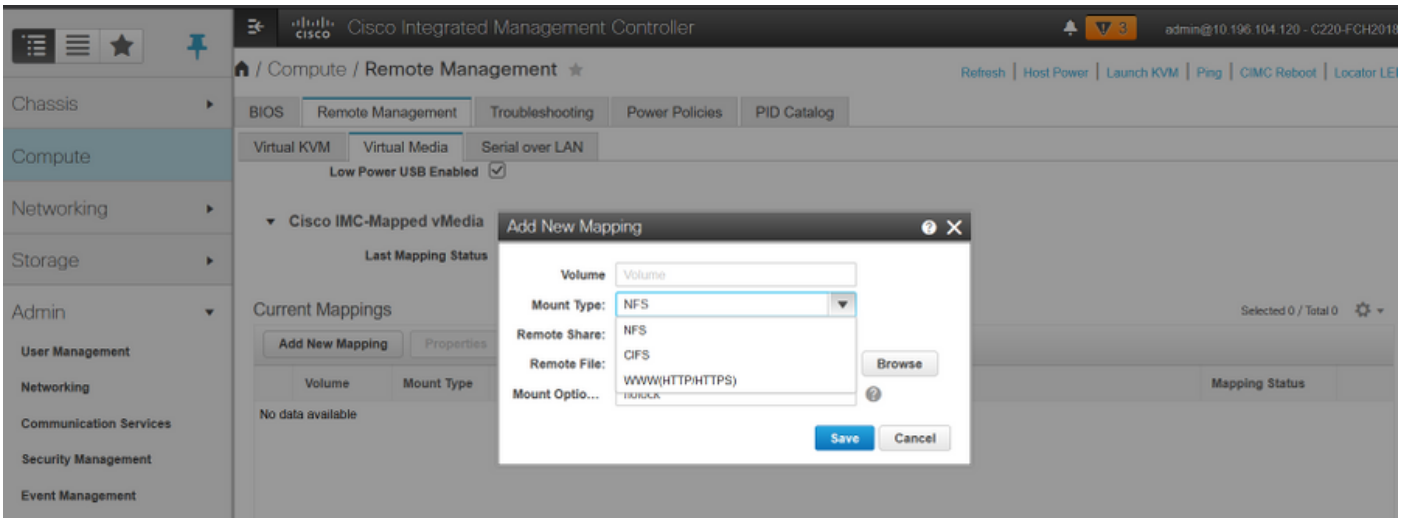 cisco Cisco Integrated Management Controller
3 admin@10.196.104.120 - C220-FCH2018
/ Compute / Remote Management
Refresh | Host Power | Launch KVM | Ping | CIMC Reboot | Locator LE
Chassis
Compute
Networking
Storage
Admin
User Management
Networking
Communication Services
Security Management
Event Management
BIOS Remote Management Troubleshooting Power Policies PID Catalog
Virtual KVM Virtual Media Serial over LAN
Low Power USB Enabled
Cisco IMC-Mapped vMedia
Last Mapping Status
Current Mappings
Selected 0 / Total 0
Add New Mapping Properties
Volume Mount Type Mapping Status
No data available
Add New Mapping
Volume Volume
Mount Type: NFS
Remote Share: NFS
CIFS
Remote File: Browse
WWW(HTTP/HTTPS)
Mount Optio... nolock
Save Cancel